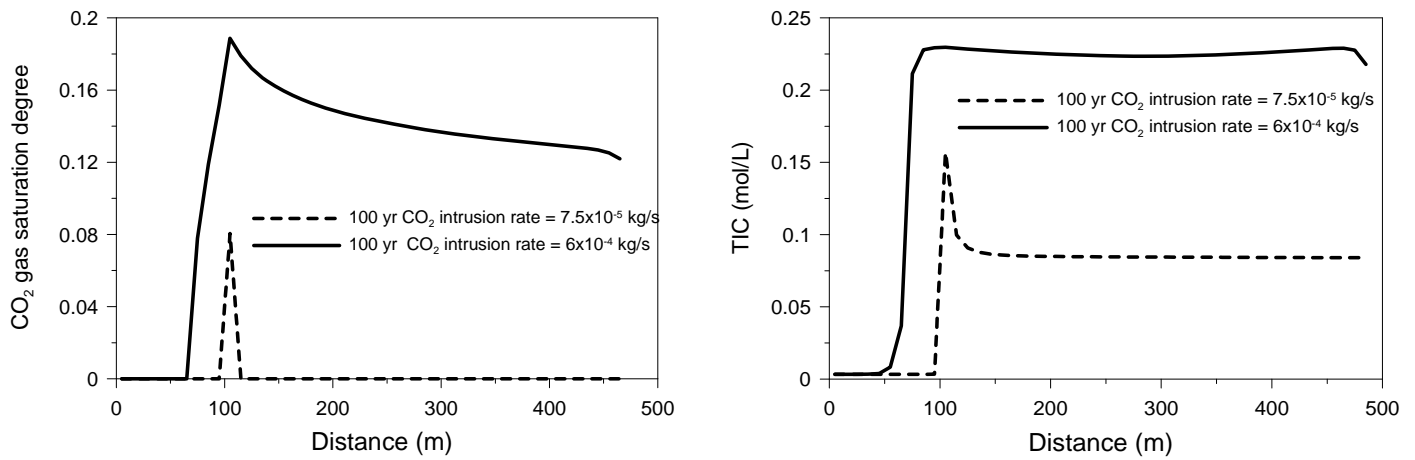 0.2
0.16
0.12
0.08
0.04
0
CO₂ gas saturation degree
100 yr CO₂ intrusion rate = 7.5x10⁻⁵ kg/s
100 yr CO₂ intrusion rate = 6x10⁻⁴ kg/s
0 100 200 300 400 500
Distance (m)
0.25
0.2
0.15
0.1
0.05
0
TIC (mol/L)
100 yr CO₂ intrusion rate = 7.5x10⁻⁵ kg/s
100 yr CO₂ intrusion rate = 6x10⁻⁴ kg/s
0 100 200 300 400 500
Distance (m)